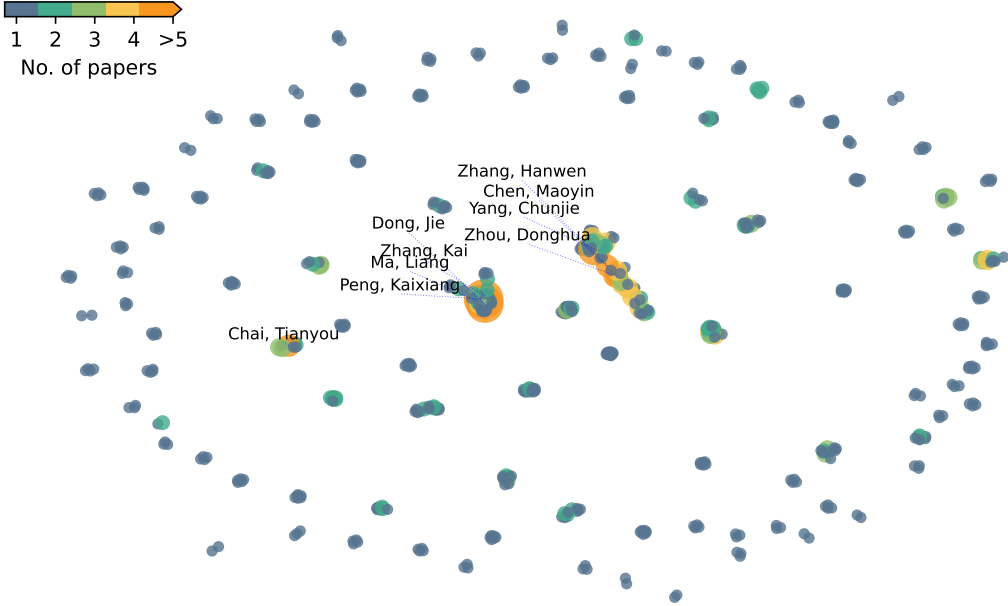 1 2 3 4 >5
No. of papers
Zhang, Hanwen
Chen, Maoyin
Yang, Chunjie
Dong, Jie
Zhou, Donghua
Zhang, Kai
Ma, Liang
Peng, Kaixiang
Chai, Tianyou